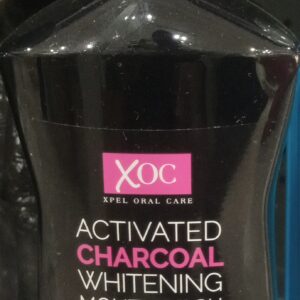 XOC
XPEL ORAL CARE
ACTIVATED
CHARCOAL
WHITENING